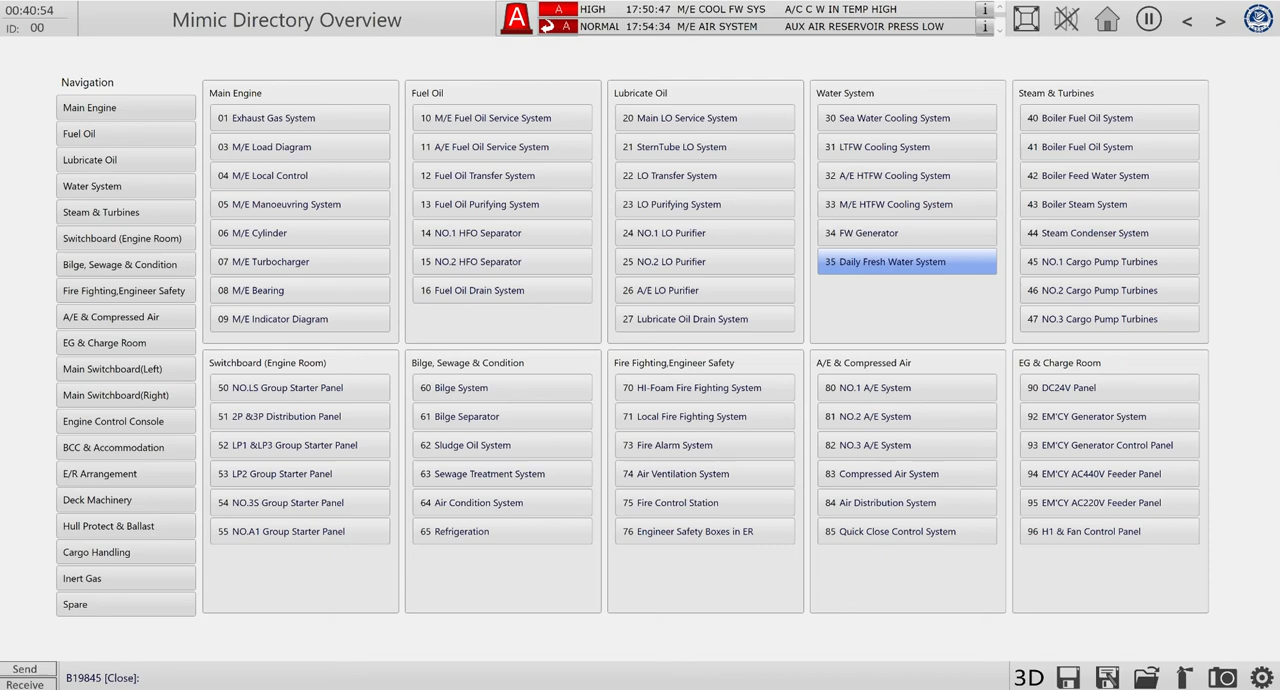 00:40:54
ID: 00
Mimic Directory Overview
A
A HIGH 17:50:47 M/E COOL FW SYS A/C C W IN TEMP HIGH i
A NORMAL 17:54:34 M/E AIR SYSTEM AUX AIR RESERVOIR PRESS LOW i
< >
Navigation
Main Engine
Fuel Oil
Lubricate Oil
Water System
Steam & Turbines
Switchboard (Engine Room)
Bilge, Sewage & Condition
Fire Fighting,Engineer Safety
A/E & Compressed Air
EG & Charge Room
Main Switchboard(Left)
Main Switchboard(Right)
Engine Control Console
BCC & Accommodation
E/R Arrangement
Deck Machinery
Hull Protect & Ballast
Cargo Handling
Inert Gas
Spare
Main Engine
01 Exhaust Gas System
03 M/E Load Diagram
04 M/E Local Control
05 M/E Manoeuvring System
06 M/E Cylinder
07 M/E Turbocharger
08 M/E Bearing
09 M/E Indicator Diagram
Fuel Oil
10 M/E Fuel Oil Service System
11 A/E Fuel Oil Service System
12 Fuel Oil Transfer System
13 Fuel Oil Purifying System
14 NO.1 HFO Separator
15 NO.2 HFO Separator
16 Fuel Oil Drain System
Lubricate Oil
20 Main LO Service System
21 SternTube LO System
22 LO Transfer System
23 LO Purifying System
24 NO.1 LO Purifier
25 NO.2 LO Purifier
26 A/E LO Purifier
27 Lubricate Oil Drain System
Water System
30 Sea Water Cooling System
31 LTFW Cooling System
32 A/E HTFW Cooling System
33 M/E HTFW Cooling System
34 FW Generator
35 Daily Fresh Water System
Steam & Turbines
40 Boiler Fuel Oil System
41 Boiler Fuel Oil System
42 Boiler Feed Water System
43 Boiler Steam System
44 Steam Condenser System
45 NO.1 Cargo Pump Turbines
46 NO.2 Cargo Pump Turbines
47 NO.3 Cargo Pump Turbines
Switchboard (Engine Room)
50 NO.LS Group Starter Panel
51 2P &3P Distribution Panel
52 LP1 &LP3 Group Starter Panel
53 LP2 Group Starter Panel
54 NO.3S Group Starter Panel
55 NO.A1 Group Starter Panel
Bilge, Sewage & Condition
60 Bilge System
61 Bilge Separator
62 Sludge Oil System
63 Sewage Treatment System
64 Air Condition System
65 Refrigeration
Fire Fighting,Engineer Safety
70 HI-Foam Fire Fighting System
71 Local Fire Fighting System
73 Fire Alarm System
74 Air Ventilation System
75 Fire Control Station
76 Engineer Safety Boxes in ER
A/E & Compressed Air
80 NO.1 A/E System
81 NO.2 A/E System
82 NO.3 A/E System
83 Compressed Air System
84 Air Distribution System
85 Quick Close Control System
EG & Charge Room
90 DC24V Panel
92 EM'CY Generator System
93 EM'CY Generator Control Panel
94 EM'CY AC440V Feeder Panel
95 EM'CY AC220V Feeder Panel
96 H1 & Fan Control Panel
Send
Receive
B19845 [Close]:
3D